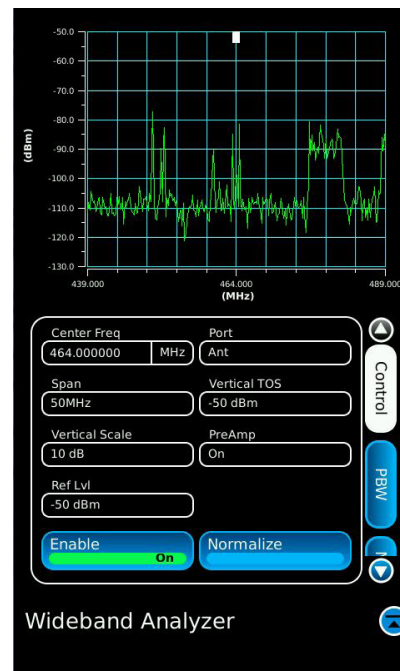 -50.0
-60.0
-70.0
-80.0
(dBm)
-90.0
-100.0
-110.0
-120.0
-130.0
439.000 464.000 489.000
(MHz)
Center Freq Port
464.000000 MHz Ant
Span Vertical TOS
50MHz -50 dBm
Vertical Scale PreAmp
10 dB On
Ref Lvl
-50 dBm
Enable Normalize
On
Control
PBW
Wideband Analyzer